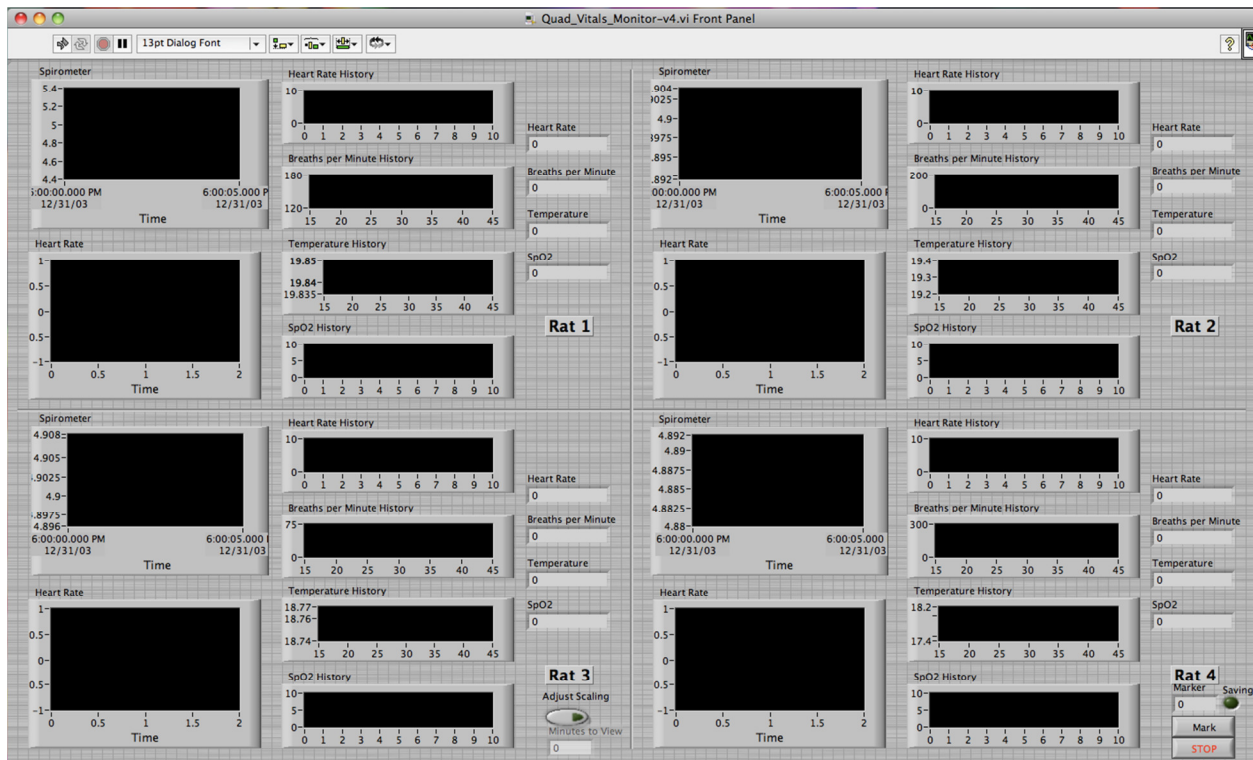 Quad_Vitals_Monitor-v4.vi Front Panel
13pt Dialog Font
?
Spirometer
5.4
5.2
5
4.8
4.6
4.4
6:00:05.000 P
12/31/03 12/31/03
Time
Heart Rate History
10
0
0 1 2 3 4 5 6 7 8 9 10
Breaths per Minute History
180
120
15 20 25 30 35 40 45
Heart Rate
0
Breaths per Minute
0
Temperature
0
SpO2
0
Heart Rate
1
0.5
0
0.5
-1
0 0.5 1 1.5 2
Time
Temperature History
19.85
19.84
19.835
15 20 25 30 35 40 45
SpO2 History
10
5
0
0 1 2 3 4 5 6 7 8 9 10
Rat 1
Spirometer
904
9025
4.9
8975
.895
.892
00:00.000 PM 6:00:05.000
12/31/03 12/31/03
Time
Heart Rate History
10
0
0 1 2 3 4 5 6 7 8 9 10
Breaths per Minute History
200
0
15 20 25 30 35 40 45
Heart Rate
0
Breaths per Minute
0
Temperature
0
SpO2
0
Heart Rate
1
0.5
0
0.5
-1
0 0.5 1 1.5 2
Time
Temperature History
19.4
19.3
19.2
15 20 25 30 35 40 45
SpO2 History
10
5
0
0 1 2 3 4 5 6 7 8 9 10
Rat 2
Spirometer
4.908
4.905
4.9025
4.9
4.8975
4.896
6:00:00.000 PM 6:00:05.000
12/31/03 12/31/03
Time
Heart Rate History
10
0
0 1 2 3 4 5 6 7 8 9 10
Breaths per Minute History
75
0
15 20 25 30 35 40 45
Heart Rate
0
Breaths per Minute
0
Temperature
0
SpO2
0
Heart Rate
1
0.5
0
0.5
-1
0 0.5 1 1.5 2
Time
Temperature History
18.77
18.76
18.74
15 20 25 30 35 40 45
SpO2 History
10
5
0
0 1 2 3 4 5 6 7 8 9 10
Rat 3
Adjust Scaling
Minutes to View
0
Spirometer
4.892
4.89
4.8875
4.885
4.8825
4.88
6:00:00.000 PM 6:00:05.000
12/31/03 12/31/03
Time
Heart Rate History
10
0
0 1 2 3 4 5 6 7 8 9 10
Breaths per Minute History
300
0
15 20 25 30 35 40 45
Heart Rate
0
Breaths per Minute
0
Temperature
0
SpO2
0
Heart Rate
1
0.5
0
0.5
-1
0 0.5 1 1.5 2
Time
Temperature History
18.2
17.4
15 20 25 30 35 40 45
SpO2 History
10
5
0
0 1 2 3 4 5 6 7 8 9 10
Rat 4
Marker Saving
0
Mark
STOP